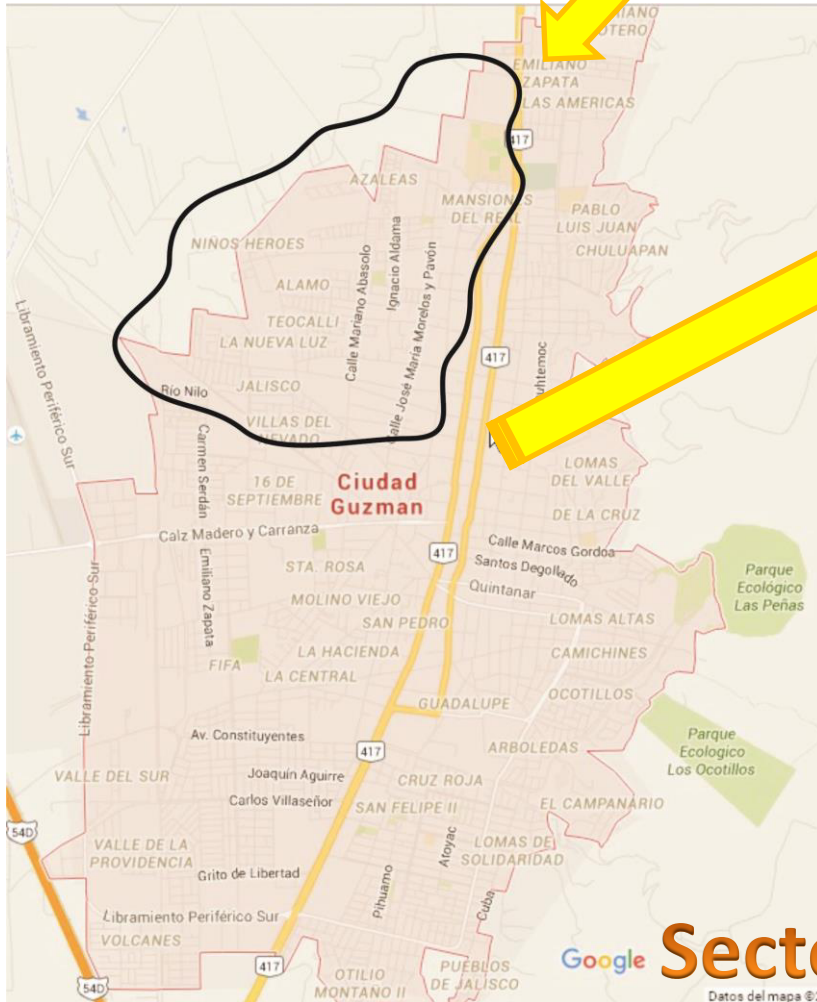 IANO
OTERO
EMILIANO
ZAPATA
LAS AMERICAS
417
AZALEAS
MANSIONES
DEL REAL
PABLO
LUIS JUAN
CHULUAPAN
NIÑOS HEROES
Calle Mariano Abasolo
Ignacio Aldama
Calle José María Morelos y Pavón
ALAMO
TEOCALLI
LA NUEVA LUZ
Libramiento Periférico Sur
417
uhtemoc
Río Nilo
JALISCO
VILLAS DEL
NEVADO
Carmen Serdán
16 DE
SEPTIEMBRE
Ciudad
Guzman
LOMAS
DEL VALLE
DE LA CRUZ
Calz Madero y Carranza
417
Calle Marcos Gordoa
Santos Degollado
Quintanar
Emiliano Zapata
STA. ROSA
MOLINO VIEJO
SAN PEDRO
LOMAS ALTAS
Parque
Ecológico
Las Peñas
Libramiento Periférico Sur
FIFA
LA HACIENDA
LA CENTRAL
CAMICHINES
OCOTILLOS
GUADALUPE
Av. Constituyentes
417
ARBOLEDAS
Parque
Ecologico
Los Ocotillos
VALLE DEL SUR
Joaquín Aguirre
CRUZ ROJA
Carlos Villaseñor
SAN FELIPE II
EL CAMPANARIO
54D
VALLE DE LA
PROVIDENCIA
Atoyac
LOMAS DE
SOLIDARIDAD
Grito de Libertad
Pihuamo
Cuba
Libramiento Periférico Sur
VOLCANES
417
54D
OTILIO
MONTAÑO II
PUEBLOS
DE JALISCO
Google
Secto
Datos del mapa ©